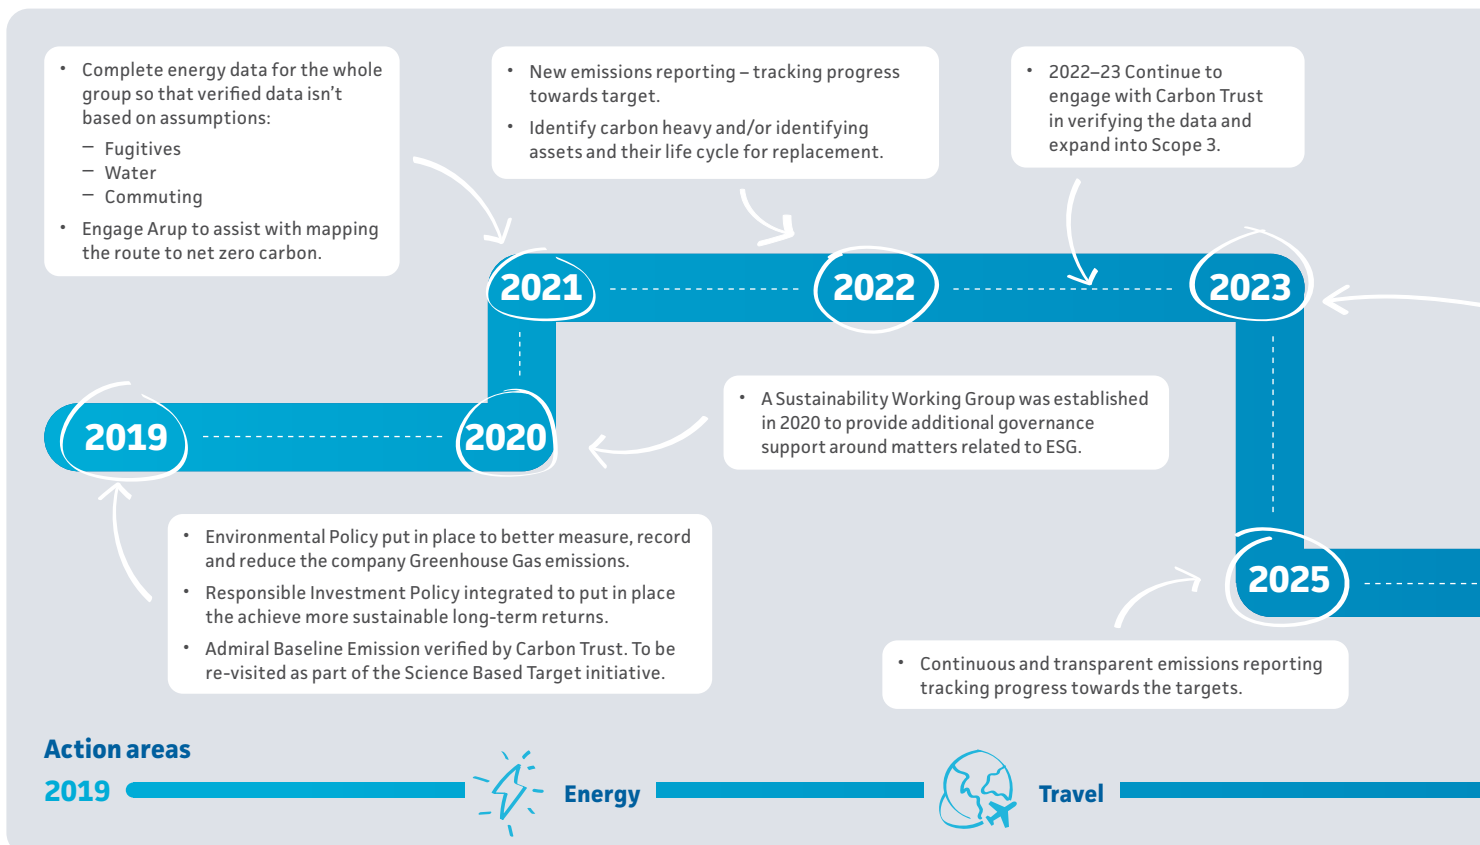 • Complete energy data for the whole
group so that verified data isn't
based on assumptions:
– Fugitives
– Water
– Commuting
• Engage Arup to assist with mapping
the route to net zero carbon.
• New emissions reporting – tracking progress
towards target.
• Identify carbon heavy and/or identifying
assets and their life cycle for replacement.
• 2022–23 Continue to
engage with Carbon Trust
in verifying the data and
expand into Scope 3.
2021
2022
2023
2019
2020
• A Sustainability Working Group was established
in 2020 to provide additional governance
support around matters related to ESG.
• Environmental Policy put in place to better measure, record
and reduce the company Greenhouse Gas emissions.
• Responsible Investment Policy integrated to put in place
the achieve more sustainable long-term returns.
• Admiral Baseline Emission verified by Carbon Trust. To be
re-visited as part of the Science Based Target initiative.
2025
• Continuous and transparent emissions reporting
tracking progress towards the targets.
Action areas
2019
Energy
Travel